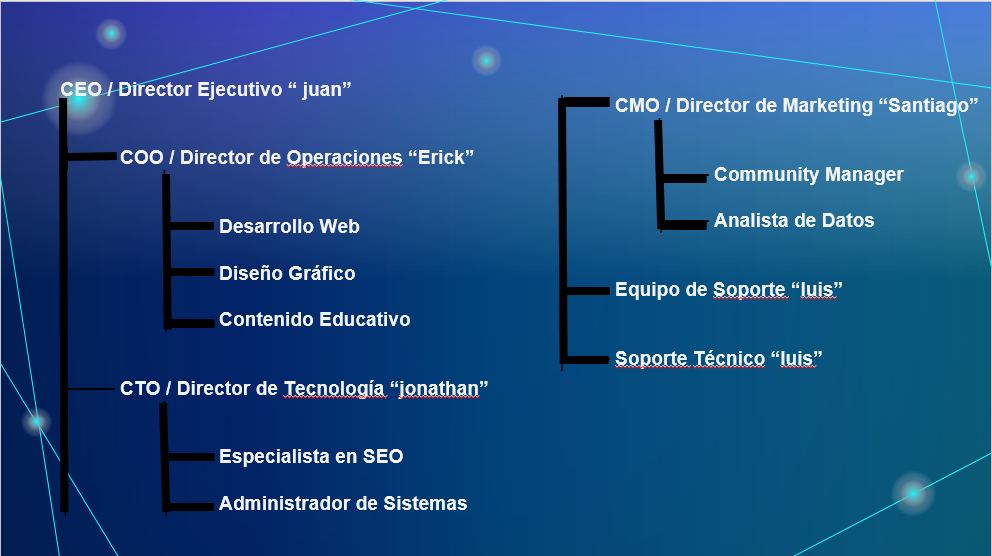 CEO / Director Ejecutivo “ juan”
COO / Director de Operaciones “Erick”
Desarrollo Web
Diseño Gráfico
Contenido Educativo
CTO / Director de Tecnología “jonathan”
Especialista en SEO
Administrador de Sistemas
CMO / Director de Marketing “Santiago”
Community Manager
Analista de Datos
Equipo de Soporte “luis”
Soporte Técnico “luis”